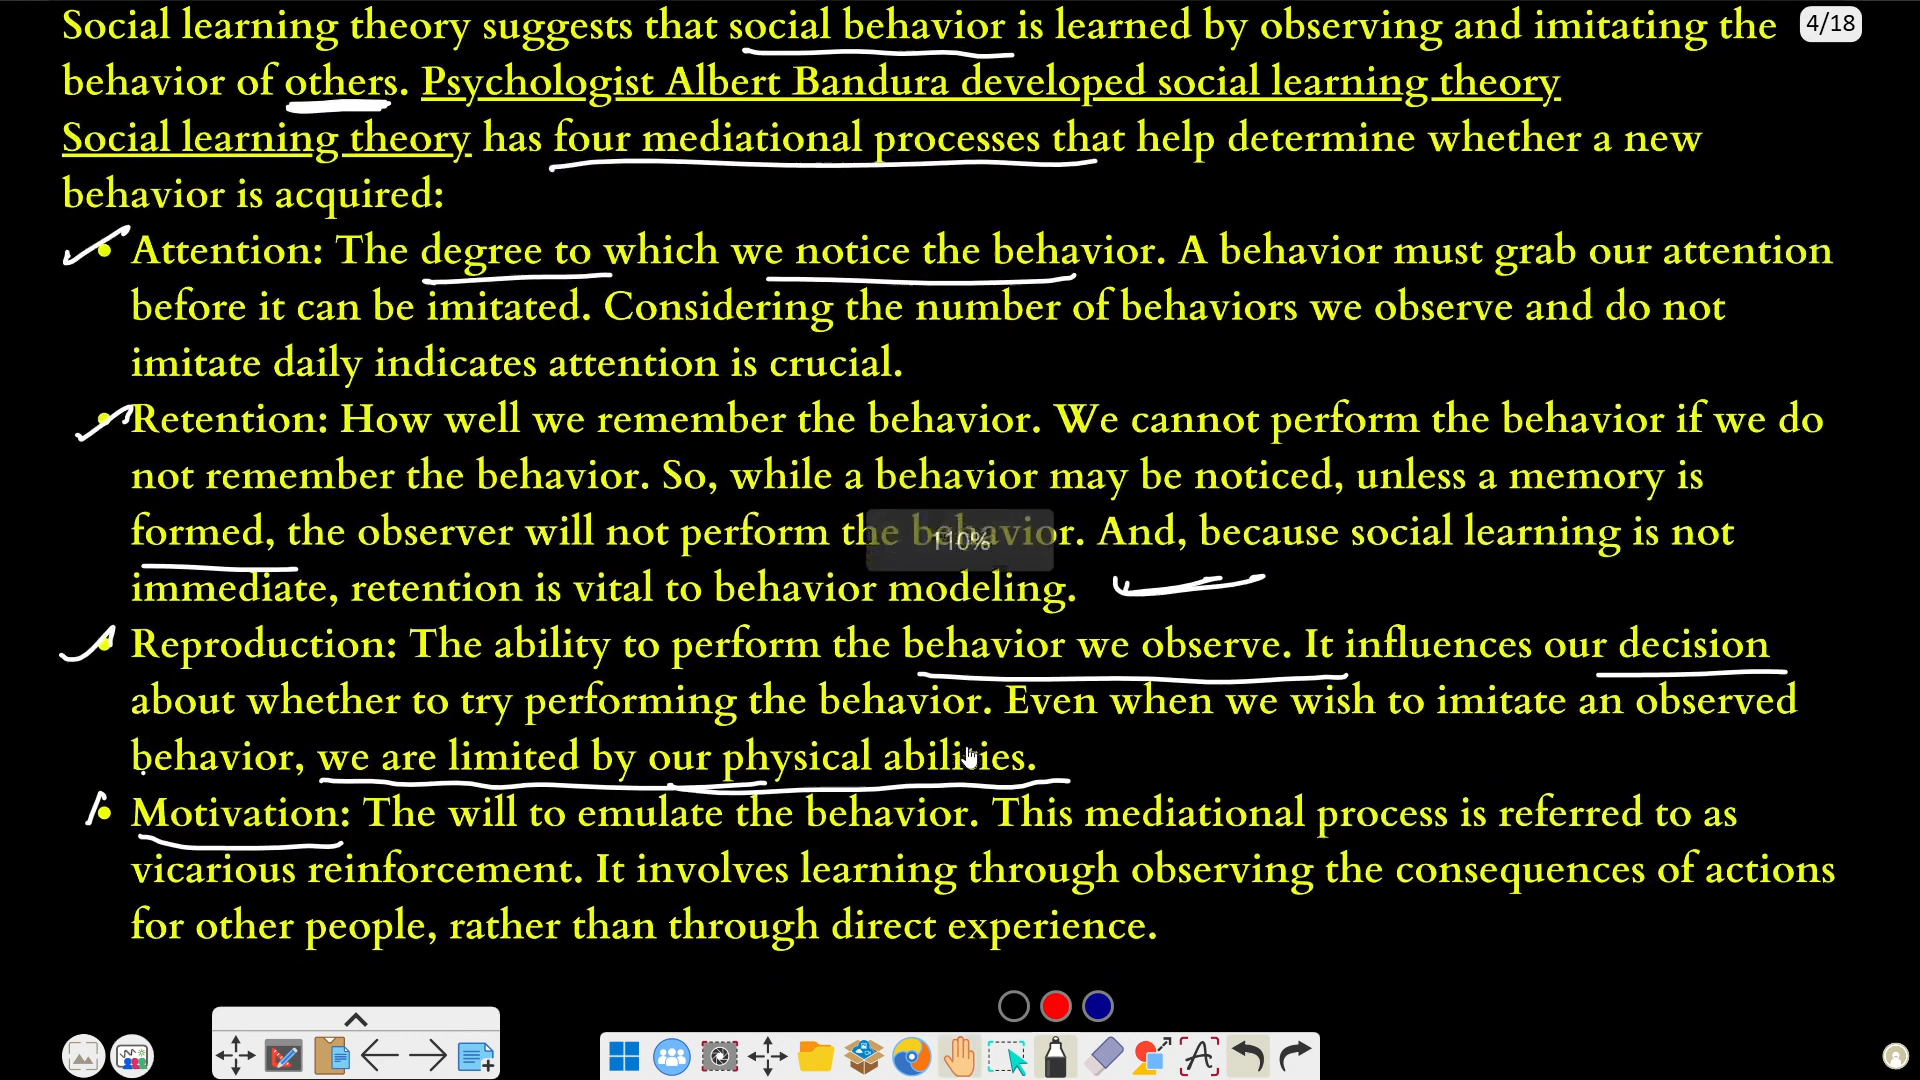 Social learning theory suggests that social behavior is learned by observing and imitating the
4/18
behavior of others. Psychologist Albert Bandura developed social learning theory
Social learning theory has four mediational processes that help determine whether a new
behavior is acquired:
• Attention: The degree to which we notice the behavior. A behavior must grab our attention
before it can be imitated. Considering the number of behaviors we observe and do not
imitate daily indicates attention is crucial.
• Retention: How well we remember the behavior. We cannot perform the behavior if we do
not remember the behavior. So, while a behavior may be noticed, unless a memory is
formed, the observer will not perform the behavior. And, because social learning is not
110%
immediate, retention is vital to behavior modeling.
• Reproduction: The ability to perform the behavior we observe. It influences our decision
about whether to try performing the behavior. Even when we wish to imitate an observed
behavior, we are limited by our physical abilities.
• Motivation: The will to emulate the behavior. This mediational process is referred to as
vicarious reinforcement. It involves learning through observing the consequences of actions
for other people, rather than through direct experience.